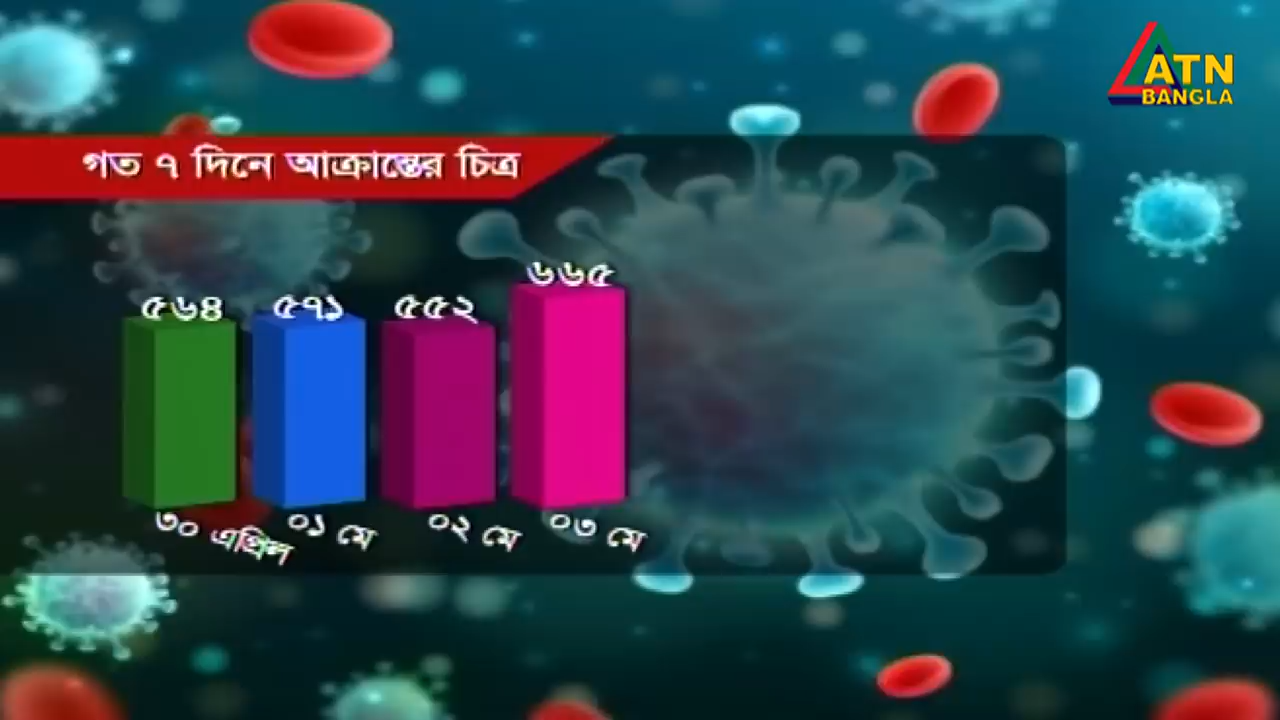 ATN
BANGLA
গত ৭ দিনে আক্রান্তের চিত্র
৫৬৪ ৫৭১ ৫৫২ ৬৬৫
৩০ এপ্রিল ০১ মে ০২ মে ০৩ মে